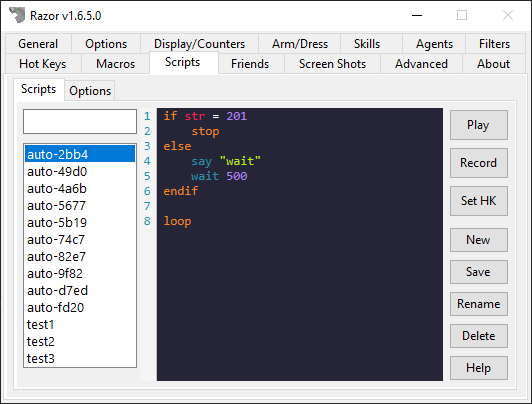 Razor v1.6.5.0
General Options Display/Counters Arm/Dress Skills Agents Filters
Hot Keys Macros Scripts Friends Screen Shots Advanced About
Scripts Options
auto-2bb4
auto-49d0
auto-4a6b
auto-5677
auto-5b19
auto-74c7
auto-82e7
auto-9f82
auto-d7ed
auto-fd20
test1
test2
test3
1 if str = 201
2 stop
3 else
4 say "wait"
5 wait 500
6 endif
7
8 loop
Play
Record
Set HK
New
Save
Rename
Delete
Help